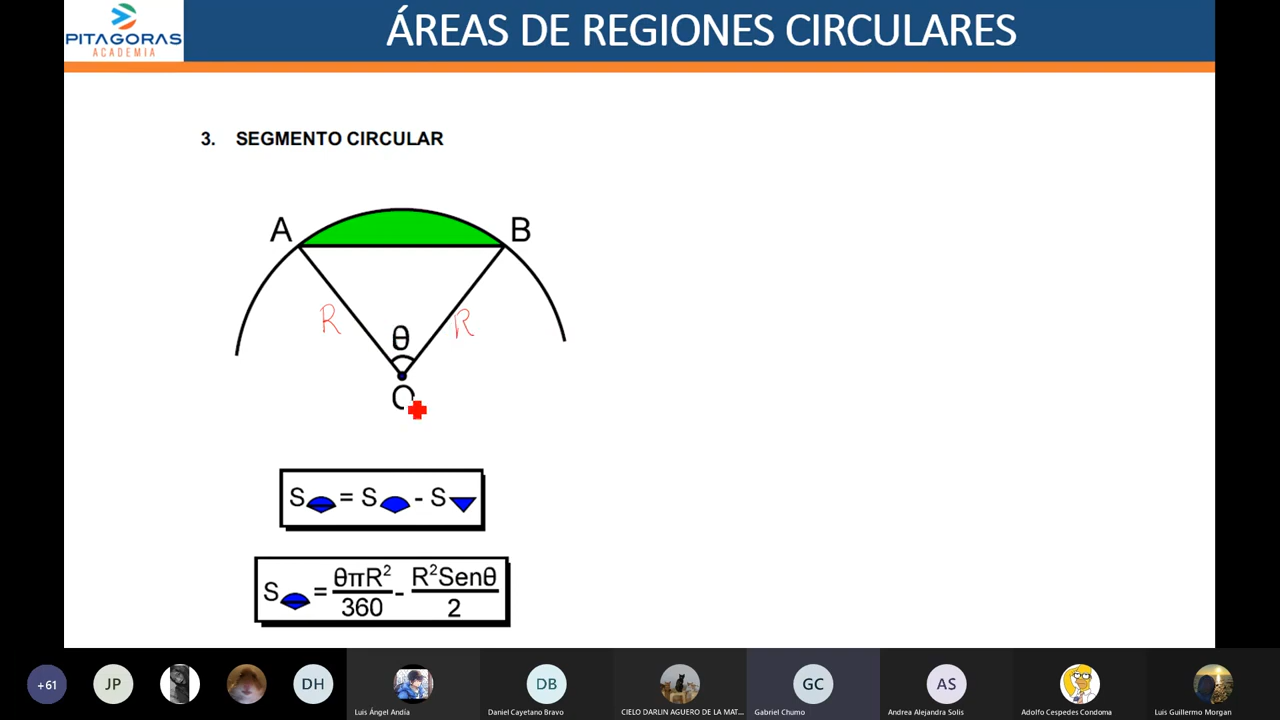 PITAGORAS
ACADEMIA
ÁREAS DE REGIONES CIRCULARES
3. SEGMENTO CIRCULAR
A
B
R
R
θ
O
S = S - S
S = θπR²/360 - R²Senθ/2
+61
JP
DH
DB
GC
AS
Luis Ángel Andía
Daniel Cayetano Bravo
CIELO DARLIN AGUERO DE LA MAT...
Gabriel Chumo
Andrea Alejandra Solis
Adolfo Cespedes Condoma
Luis Guillermo Morgan